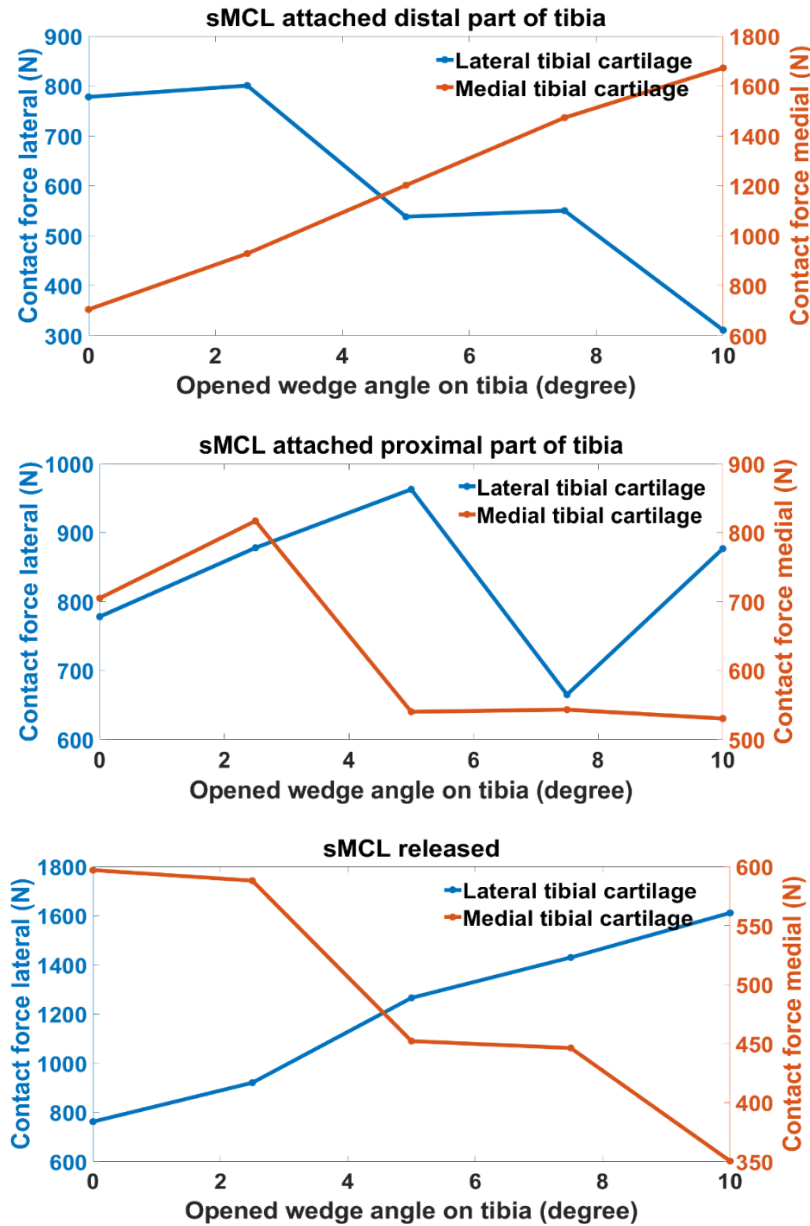 sMCL attached distal part of tibia
900
800
700
600
500
400
300
Contact force lateral (N)
Lateral tibial cartilage
Medial tibial cartilage
1800
1600
1400
1200
1000
800
600
Contact force medial (N)
0 2 4 6 8 10
Opened wedge angle on tibia (degree)
sMCL attached proximal part of tibia
1000
900
800
700
600
Contact force lateral (N)
Lateral tibial cartilage
Medial tibial cartilage
900
800
700
600
500
Contact force medial (N)
0 2 4 6 8 10
Opened wedge angle on tibia (degree)
sMCL released
1800
1600
1400
1200
1000
800
600
Contact force lateral (N)
Lateral tibial cartilage
Medial tibial cartilage
600
550
500
450
400
350
Contact force medial (N)
0 2 4 6 8 10
Opened wedge angle on tibia (degree)